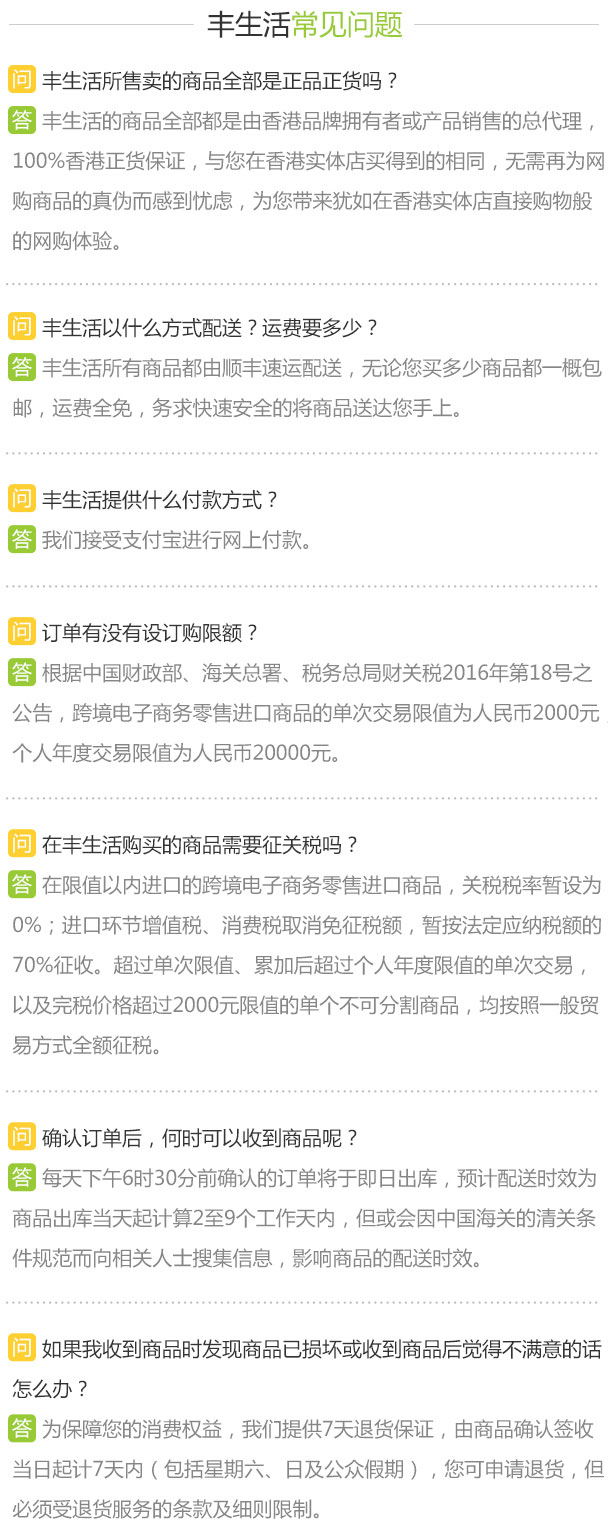 丰生活常见问题
问 丰生活所售卖的商品全部是正品正货吗？
答 丰生活的商品全部都是由香港品牌拥有者或产品销售的总代理，
100%香港正货保证，与您在香港实体店买得到的相同，无需再为网
购商品的真伪而感到忧虑，为您带来犹如在香港实体店直接购物般
的网购体验。
问 丰生活以什么方式配送？运费要多少？
答 丰生活所有商品都由顺丰速运配送，无论您买多少商品都一概包
邮，运费全免，务求快速安全的将商品送达您手上。
问 丰生活提供什么付款方式？
答 我们接受支付宝进行网上付款。
问 订单有没有设订购限额？
答 根据中国财政部、海关总署、税务总局财关税2016年第18号之
公告，跨境电子商务零售进口商品的单次交易限值为人民币2000元，
个人年度交易限值为人民币20000元。
问 在丰生活购买的商品需要征关税吗？
答 在限值以内进口的跨境电子商务零售进口商品，关税税率暂设为
0%；进口环节增值税、消费税取消免征税额，暂按法定应纳税额的
70%征收。超过单次限值、累加后超过个人年度限值的单次交易，
以及完税价格超过2000元限值的单个不可分割商品，均按照一般贸
易方式全额征税。
问 确认订单后，何时可以收到商品呢？
答 每天下午6时30分前确认的订单将于即日出库，预计配送时效为
商品出库当天起计算2至9个工作天内，但或会因中国海关的清关条
件规范而向相关人士搜集信息，影响商品的配送时效。
问 如果我收到商品时发现商品已损坏或收到商品后觉得不满意的话
怎么办？
答 为保障您的消费权益，我们提供7天退货保证，由商品确认签收
当日起计7天内（包括星期六、日及公众假期），您可申请退货，但
必须受退货服务的条款及细则限制。